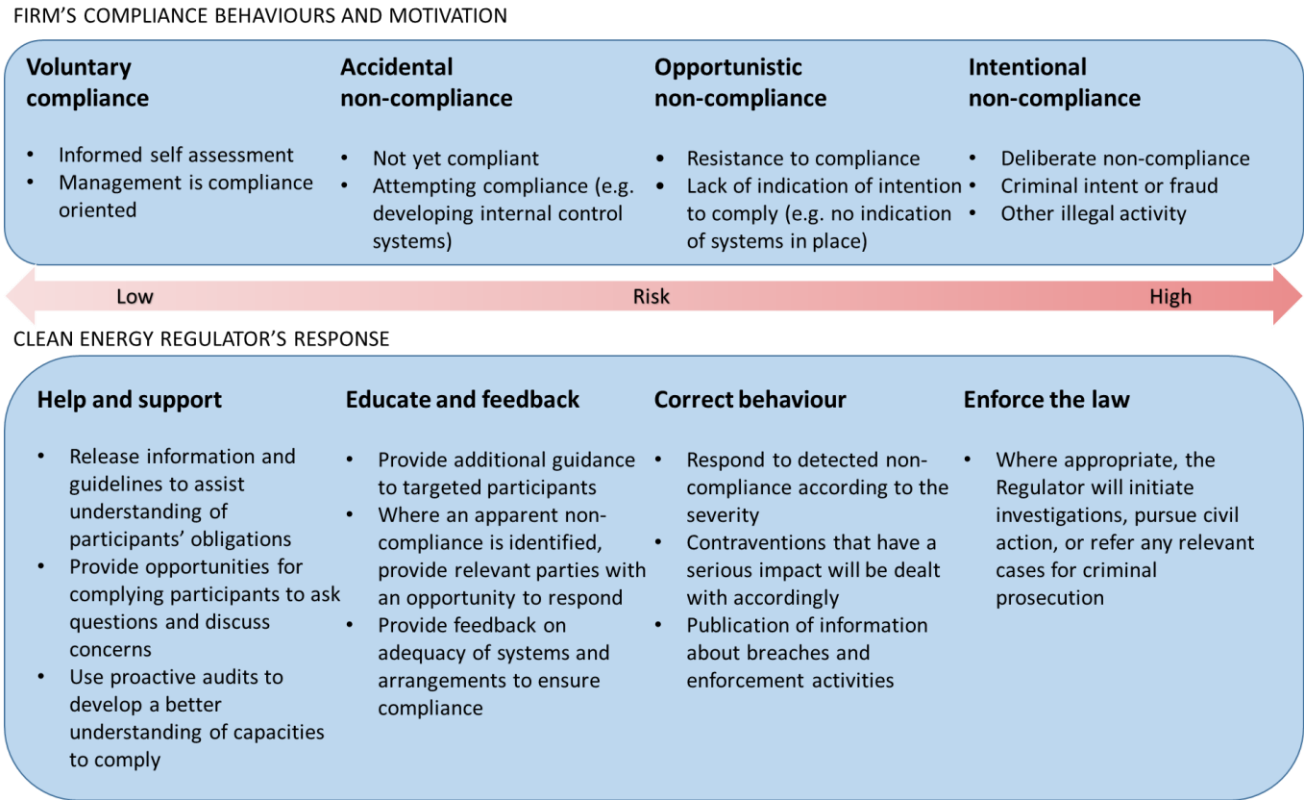 FIRM'S COMPLIANCE BEHAVIOURS AND MOTIVATION
Voluntary
compliance
• Informed self assessment
• Management is compliance
oriented
Accidental
non-compliance
• Not yet compliant
• Attempting compliance (e.g.
developing internal control
systems)
Opportunistic
non-compliance
• Resistance to compliance
• Lack of indication of intention
to comply (e.g. no indication
of systems in place)
Intentional
non-compliance
• Deliberate non-compliance
• Criminal intent or fraud
• Other illegal activity
Low
Risk
High
CLEAN ENERGY REGULATOR'S RESPONSE
Help and support
• Release information and
guidelines to assist
understanding of
participants' obligations
• Provide opportunities for
complying participants to ask
questions and discuss
concerns
• Use proactive audits to
develop a better
understanding of capacities
to comply
Educate and feedback
• Provide additional guidance
to targeted participants
• Where an apparent non-
compliance is identified,
provide relevant parties with
an opportunity to respond
• Provide feedback on
adequacy of systems and
arrangements to ensure
compliance
Correct behaviour
• Respond to detected non-
compliance according to the
severity
• Contraventions that have a
serious impact will be dealt
with accordingly
• Publication of information
about breaches and
enforcement activities
Enforce the law
• Where appropriate, the
Regulator will initiate
investigations, pursue civil
action, or refer any relevant
cases for criminal
prosecution